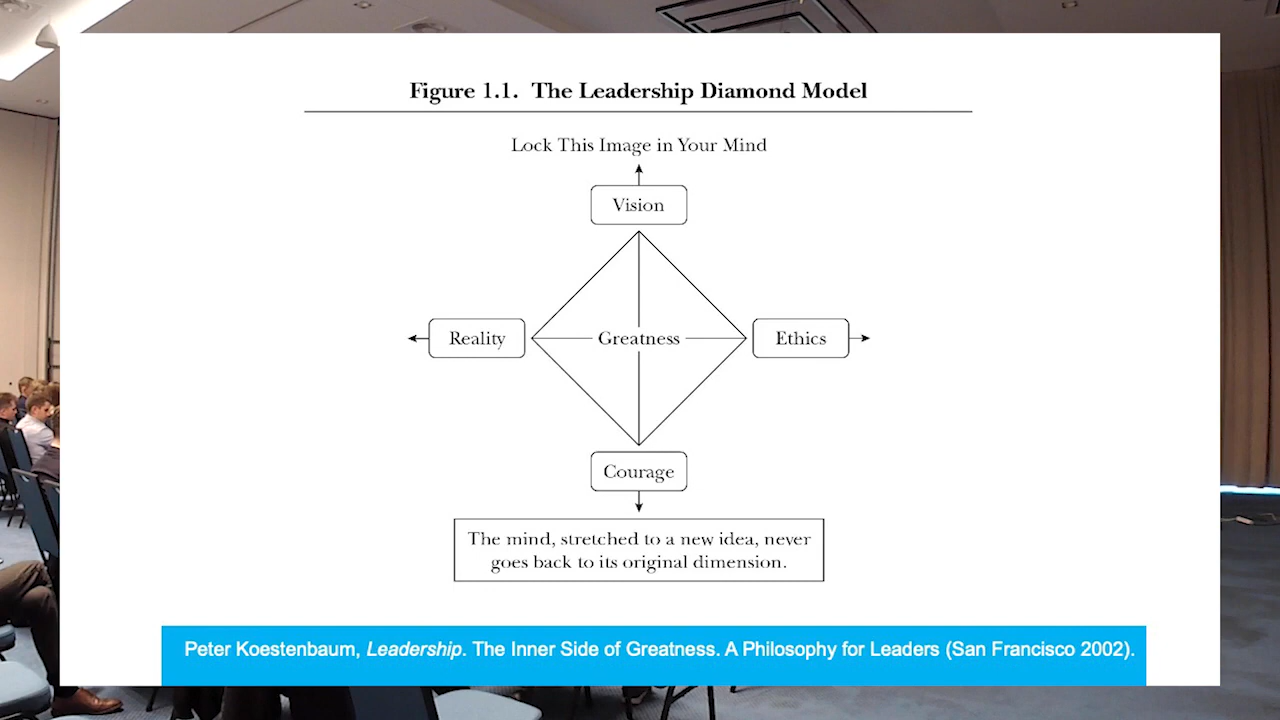 Figure 1.1. The Leadership Diamond Model
Lock This Image in Your Mind
Vision
Reality
Greatness
Ethics
Courage
The mind, stretched to a new idea, never
goes back to its original dimension.
Peter Koestenbaum, Leadership. The Inner Side of Greatness. A Philosophy for Leaders (San Francisco 2002).